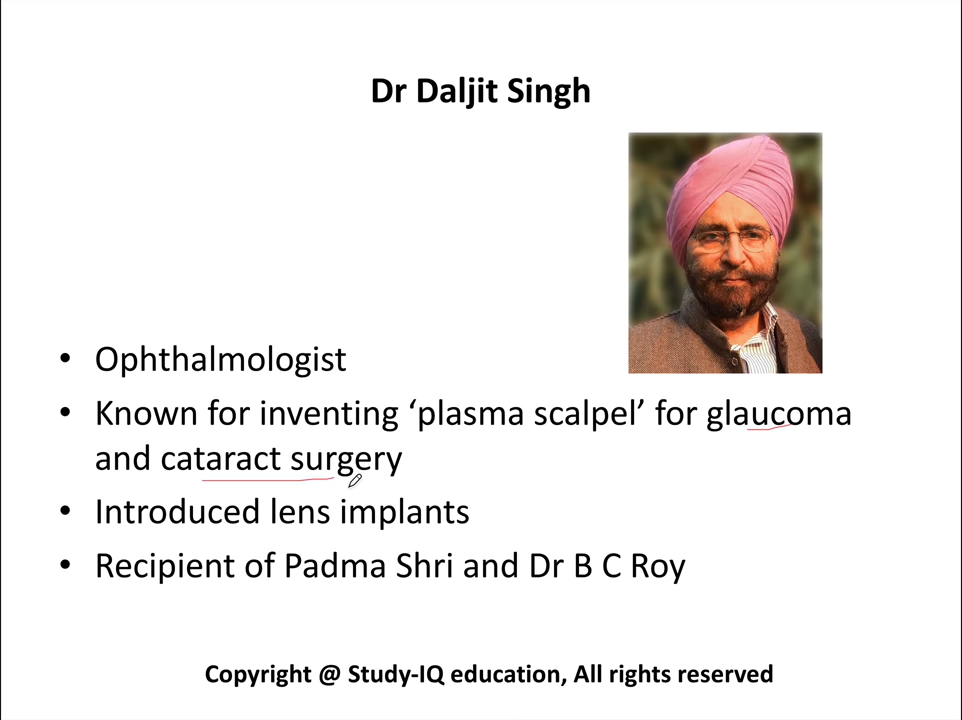 Dr Daljit Singh
• Ophthalmologist
• Known for inventing ‘plasma scalpel’ for glaucoma
and cataract surgery
• Introduced lens implants
• Recipient of Padma Shri and Dr B C Roy
Copyright @ Study-IQ education, All rights reserved